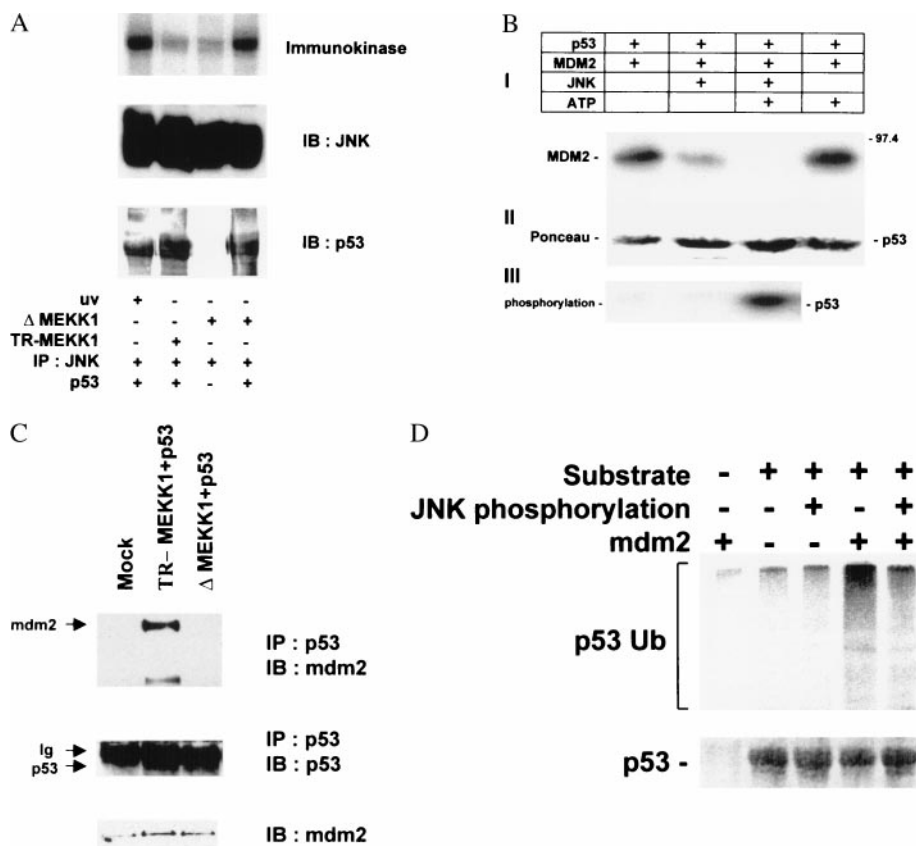 A
Immunokinase
IB : JNK
IB : p53
uv + - - -
Δ MEKK1 - - + +
TR-MEKK1 - + - -
IP : JNK + + + +
p53 + + - +
B
I
p53 + + + +
MDM2 + + + +
JNK + +
ATP + +
- 97.4
MDM2 -
II
Ponceau - - p53
III
phosphorylation - - p53
C
Mock
TR- MEKK1+p53
Δ MEKK1+p53
mdm2
IP : p53
IB : mdm2
Ig
p53
IP : p53
IB : p53
IB : mdm2
D
Substrate - + + + +
JNK phosphorylation - - + - +
mdm2 + - - + +
p53 Ub
p53 -